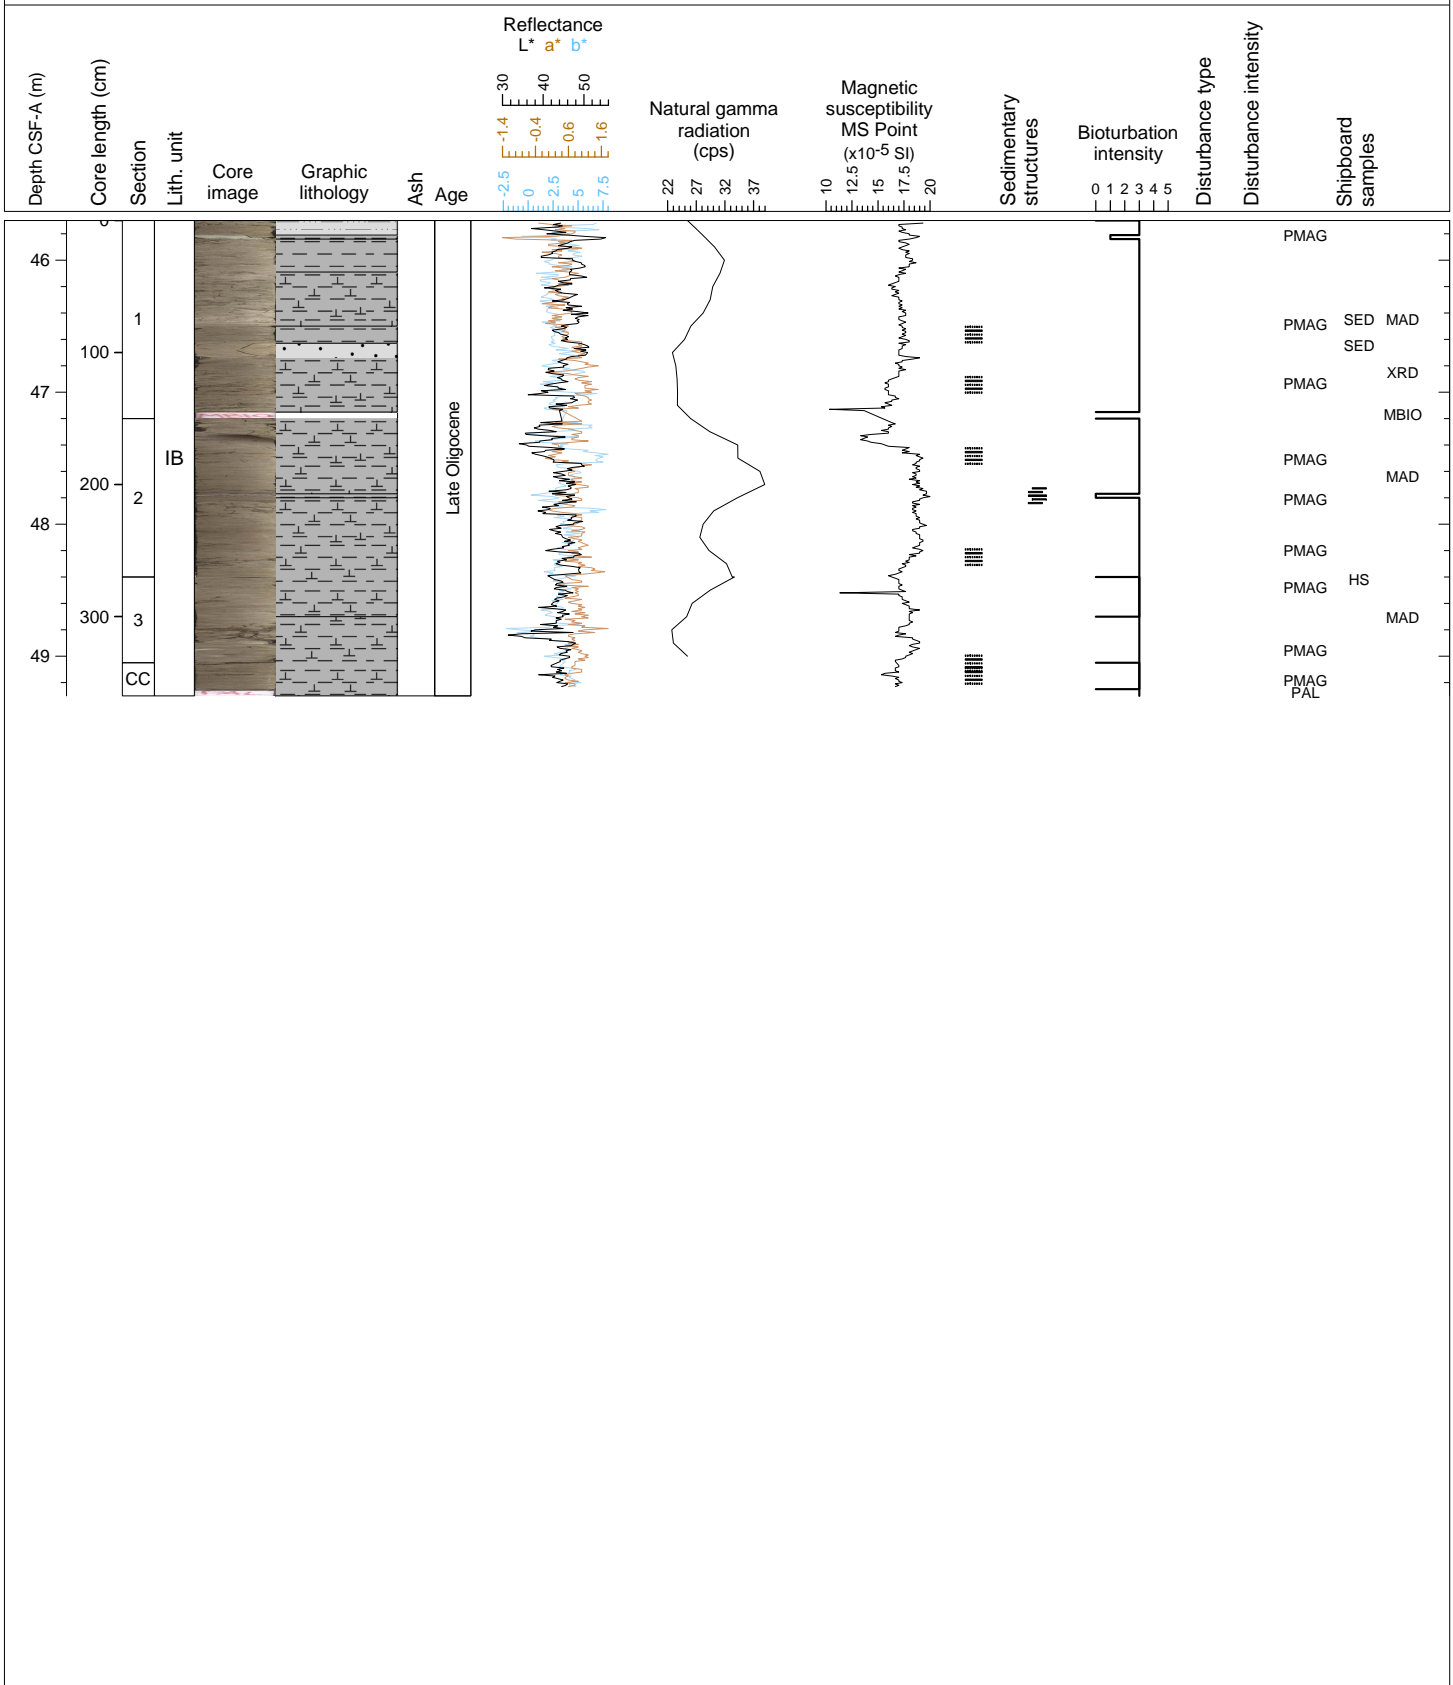 Depth CSF-A (m)
Core length (cm)
Section
Lith. unit
Core
image
Graphic
lithology
Ash
Age
Reflectance
L* a* b*
30 40 50
-1.4 -0.4 0.6 1.6
-2.5 0 2.5 5 7.5
Natural gamma
radiation
(cps)
22 27 32 37
Magnetic
susceptibility
MS Point
(x10-5 SI)
10 12.5 15 17.5 20
Sedimentary
structures
Bioturbation
intensity
0 1 2 3 4 5
Disturbance type
Disturbance intensity
Shipboard
samples
0
PMAG
46
1
PMAG SED MAD
SED
100
XRD
PMAG
47
MBIO
IB
Late Oligocene
PMAG
MAD
200
2
PMAG
48
PMAG
HS
PMAG
300
3
MAD
PMAG
49
CC
PMAG
PAL